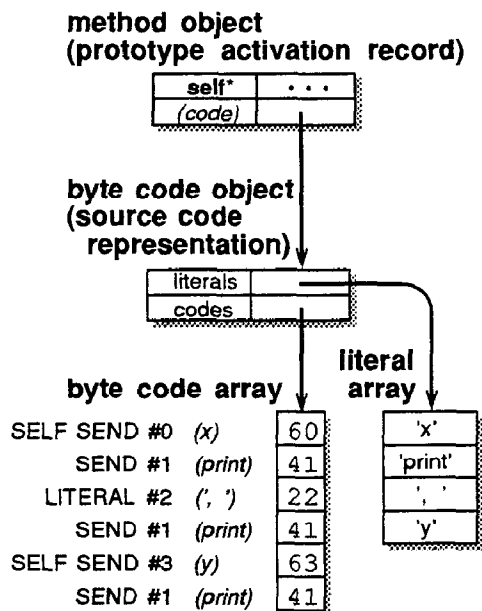 method object
(prototype activation record)
self* · · ·
(code)
byte code object
(source code
representation)
literals
codes
byte code array
literal
array
SELF SEND #0 (x) 60 'x'
SEND #1 (print) 41 'print'
LITERAL #2 (', ') 22 ', '
SEND #1 (print) 41 'y'
SELF SEND #3 (y) 63
SEND #1 (print) 41